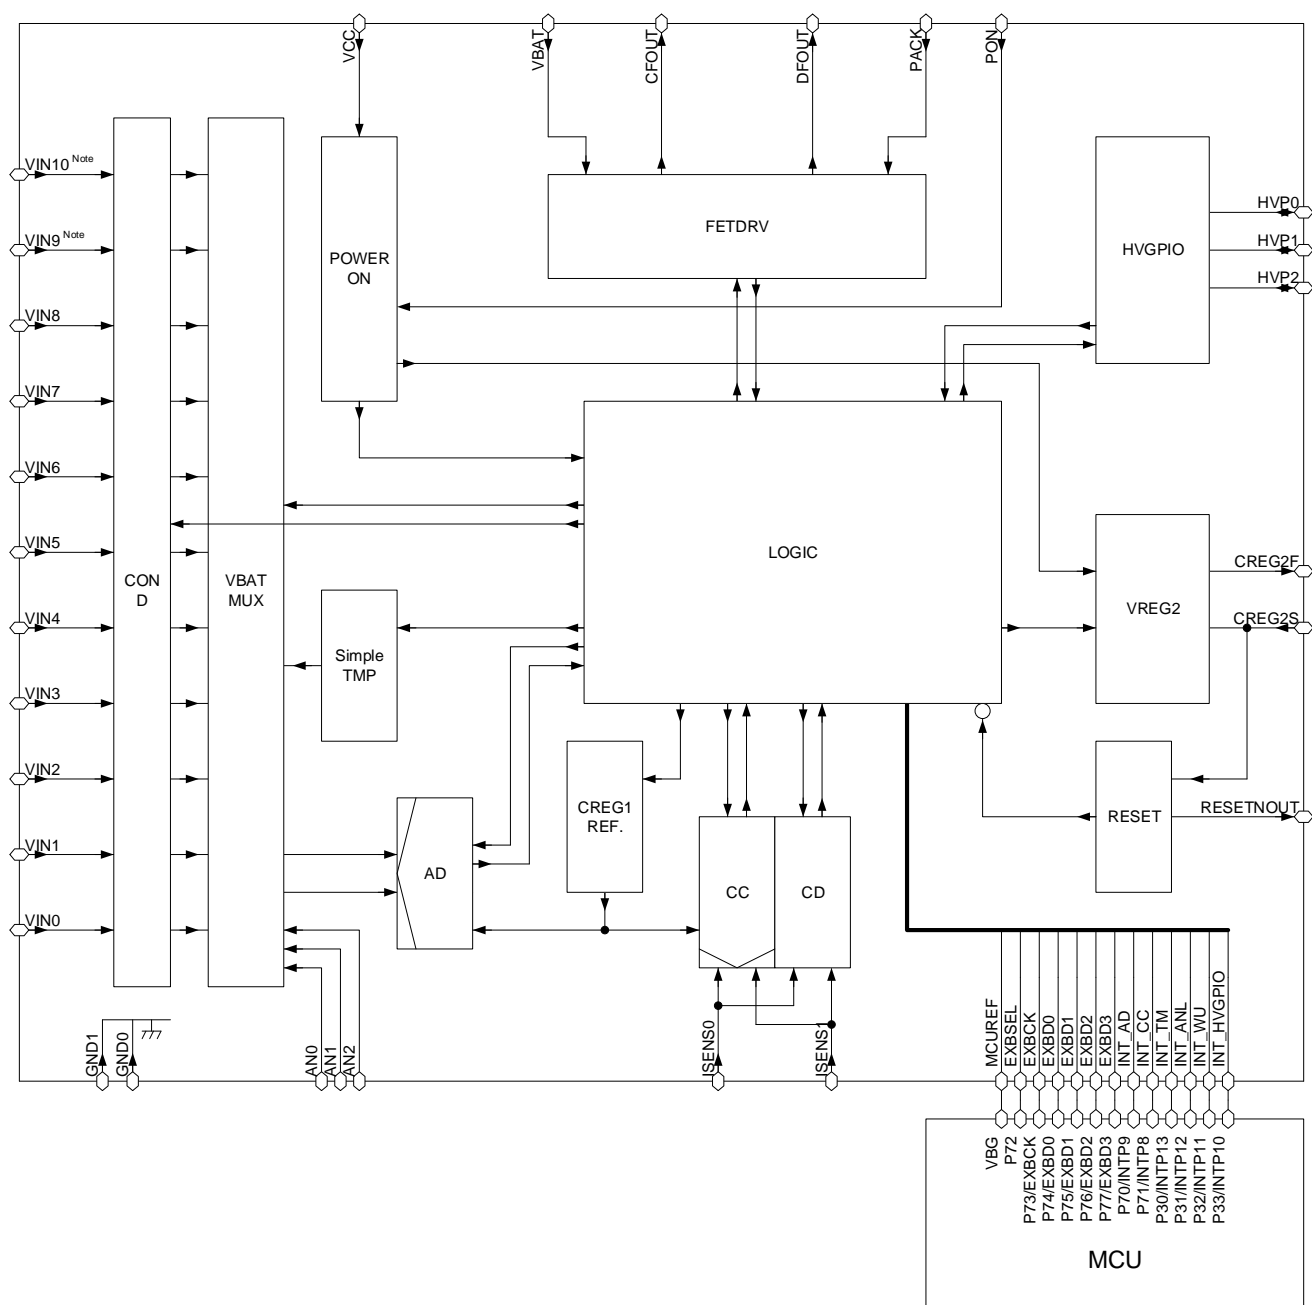 VCC
VBAT
CFOUT
DFOUT
PACK
PON
VIN10 Note
VIN9 Note
VIN8
VIN7
VIN6
VIN5
VIN4
VIN3
VIN2
VIN1
VIN0
CON
D
VBAT
MUX
POWER
ON
FETDRV
HVGPIO
HVP0
HVP1
HVP2
LOGIC
Simple
TMP
VREG2
CREG2F
CREG2S
CREG1
REF.
AD
CC
CD
RESET
RESETNOUT
GND1
GND0
AN0
AN1
AN2
ISENS0
ISENS1
MCUREF
EXBSEL
EXBCK
EXBD0
EXBD1
EXBD2
EXBD3
INT_AD
INT_CC
INT_TM
INT_ANL
INT_WU
INT_HVGPIO
VBG
P72
P73/EXBCK
P74/EXBD0
P75/EXBD1
P76/EXBD2
P77/EXBD3
P70/INTP9
P71/INTP8
P30/INTP13
P31/INTP12
P32/INTP11
P33/INTP10
MCU